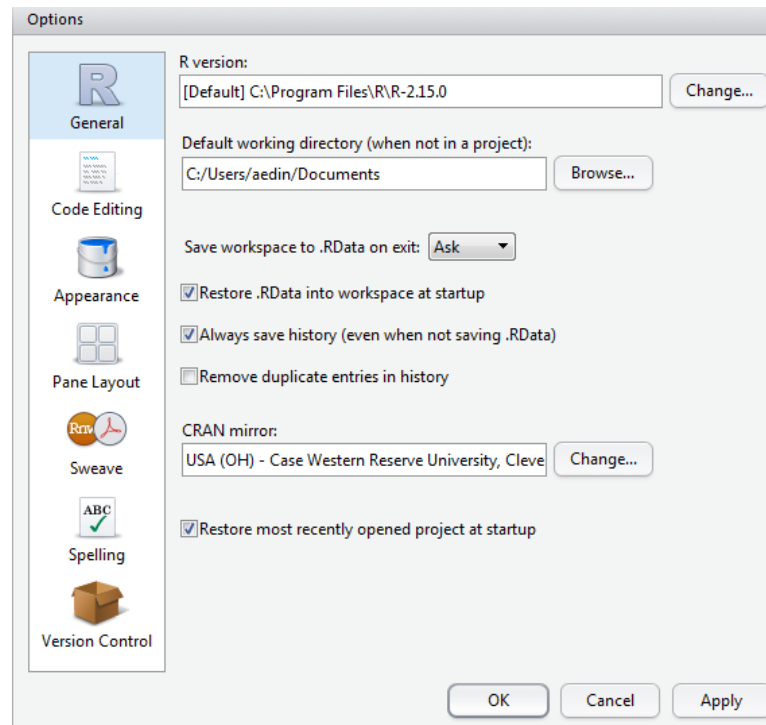 Options
R
General
Code Editing
Appearance
Pane Layout
Rnw
Sweave
ABC
Spelling
Version Control
R version:
[Default] C:\Program Files\R\R-2.15.0
Change...
Default working directory (when not in a project):
C:/Users/aedin/Documents
Browse...
Save workspace to .RData on exit: Ask
Restore .RData into workspace at startup
Always save history (even when not saving .RData)
Remove duplicate entries in history
CRAN mirror:
USA (OH) - Case Western Reserve University, Cleve
Change...
Restore most recently opened project at startup
OK
Cancel
Apply